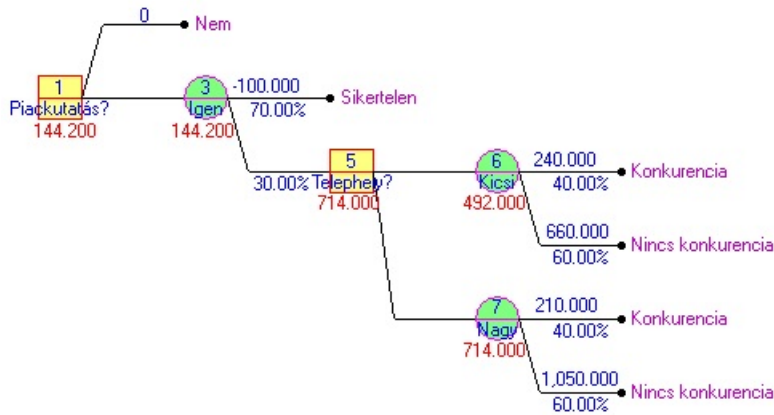 0
Nem
1
Piackutatás?
144.200
3
Igen
144.200
-100.000
70.00%
Sikertelen
30.00%
5
Telephely?
714.000
6
Kicsi
492.000
240.000
40.00%
Konkurencia
660.000
60.00%
Nincs konkurencia
7
Nagy
714.000
210.000
40.00%
Konkurencia
1,050.000
60.00%
Nincs konkurencia